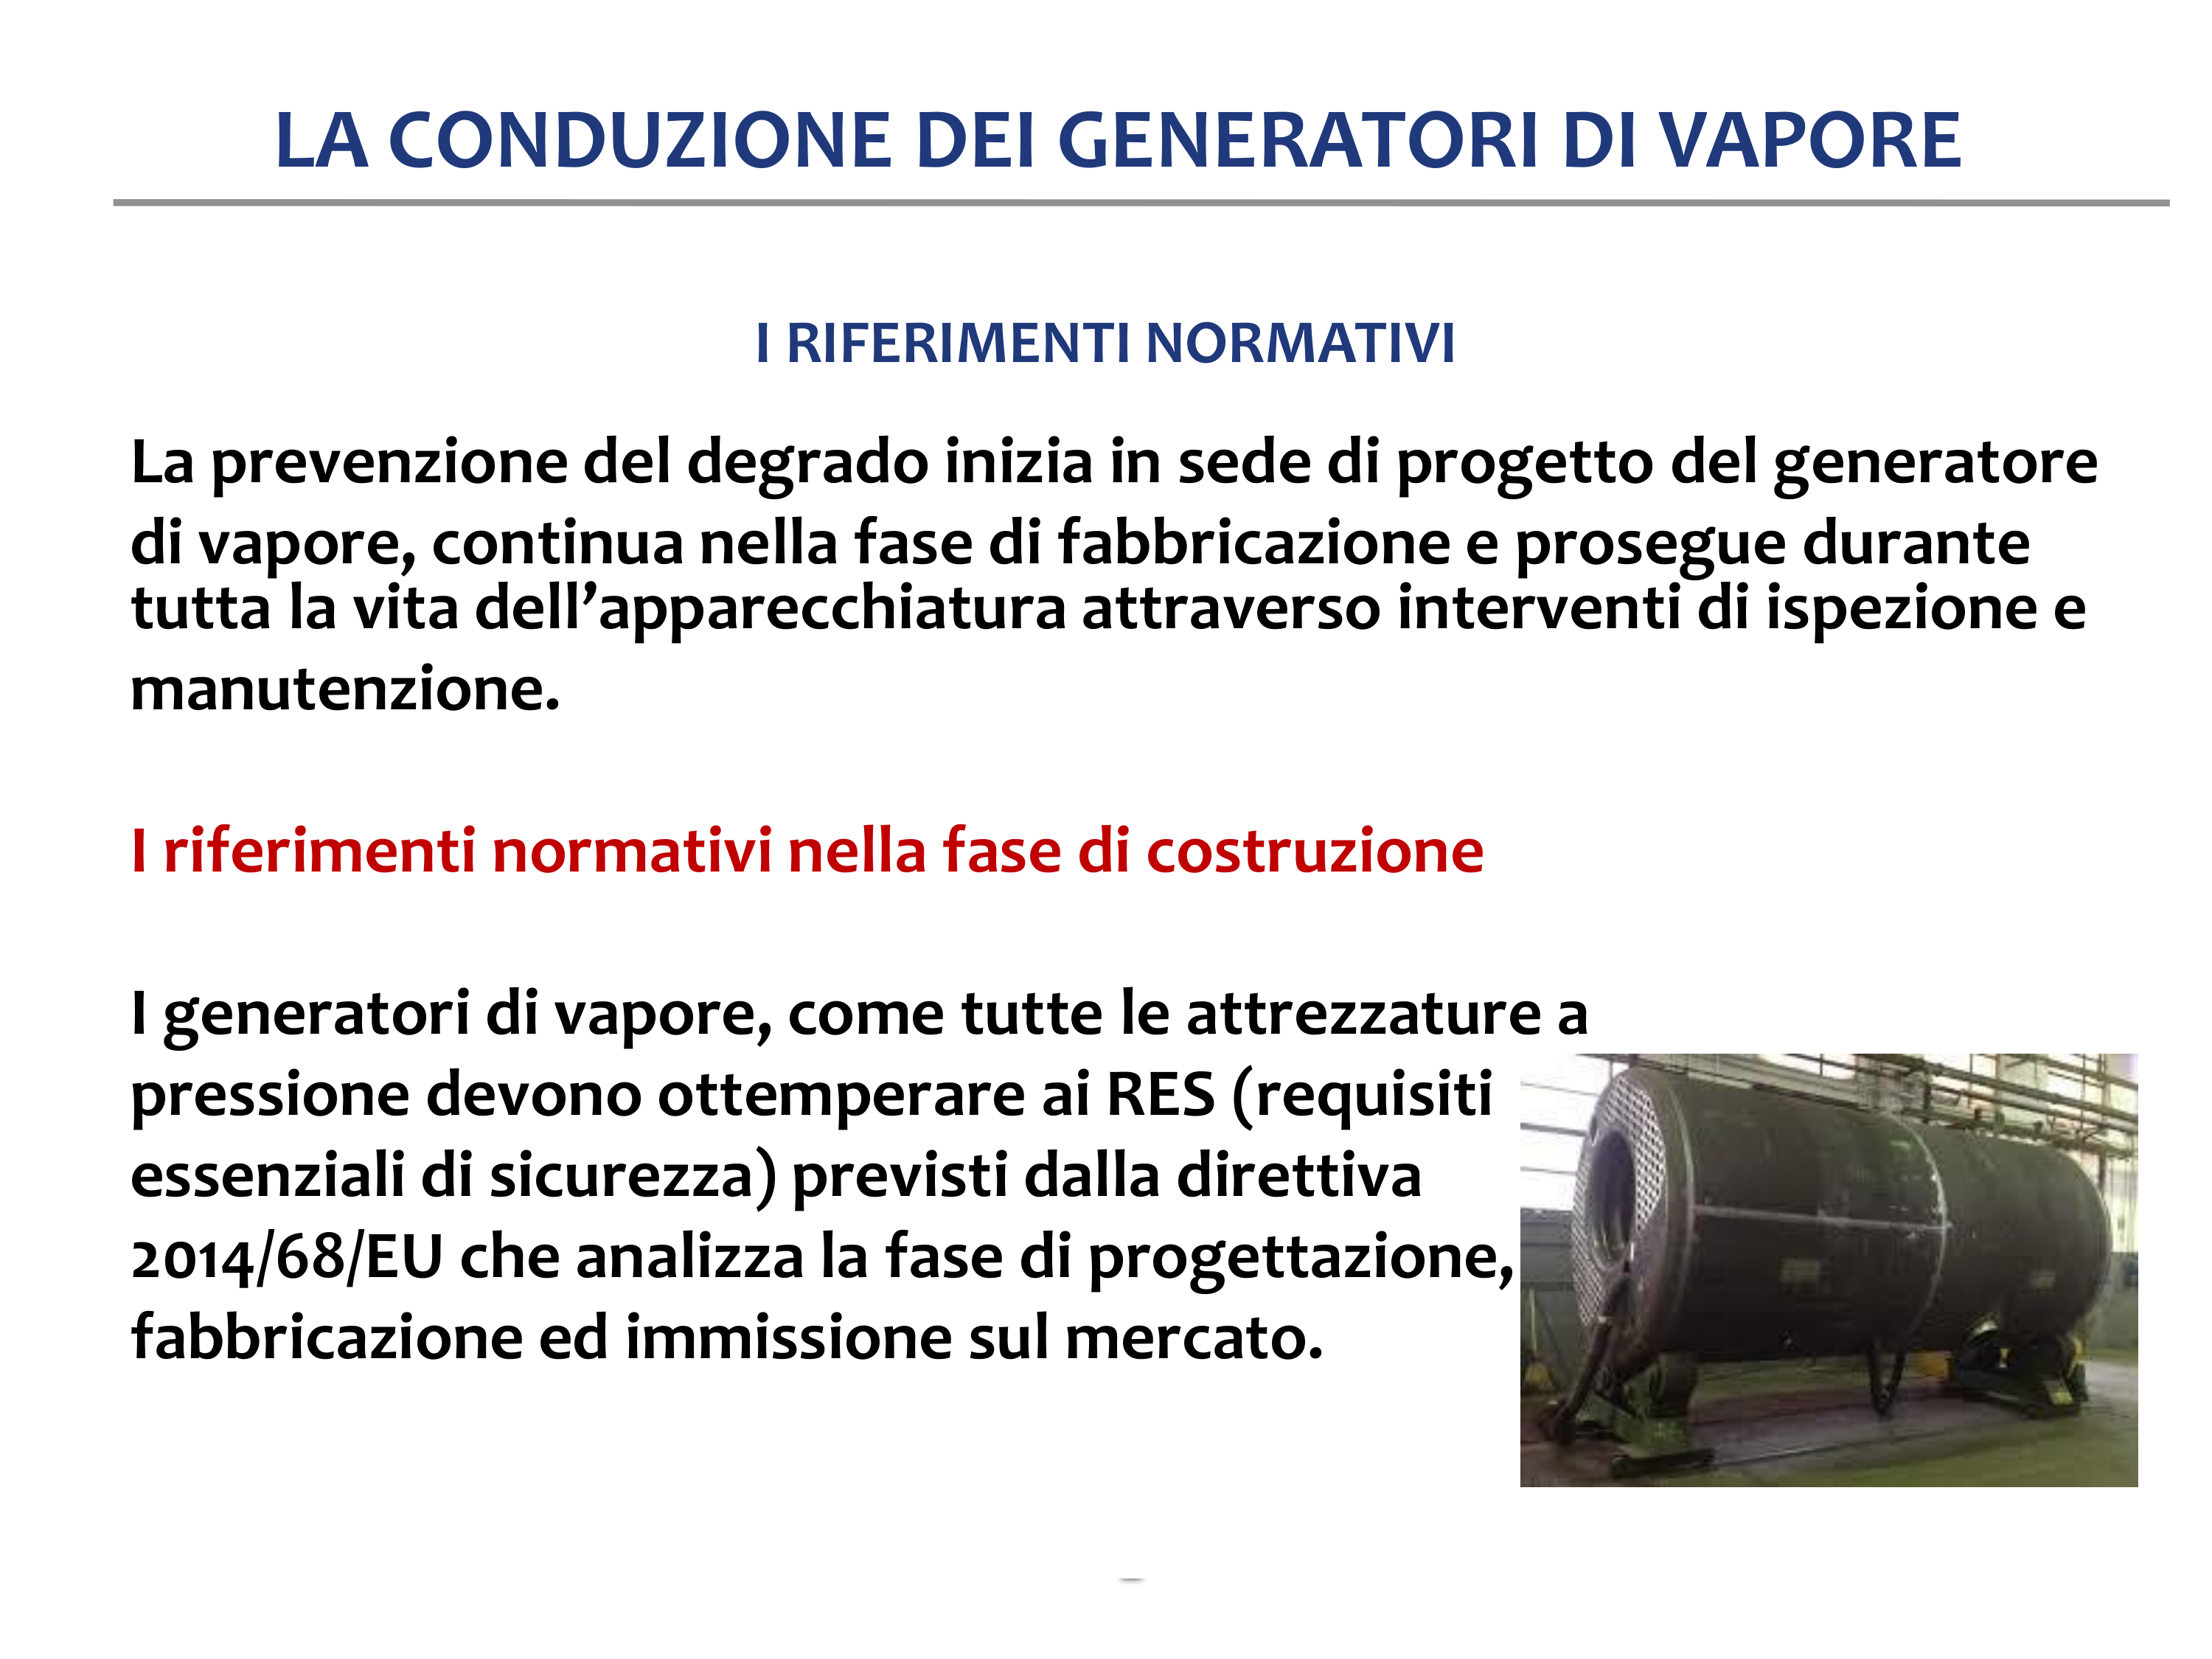 LA CONDUZIONE DEI GENERATORI DI VAPORE
I RIFERIMENTI NORMATIVI
La prevenzione del degrado inizia in sede di progetto del generatore
di vapore, continua nella fase di fabbricazione e prosegue durante
tutta la vita dell’apparecchiatura attraverso interventi di ispezione e
manutenzione.
I riferimenti normativi nella fase di costruzione
I generatori di vapore, come tutte le attrezzature a
pressione devono ottemperare ai RES (requisiti
essenziali di sicurezza) previsti dalla direttiva
2014/68/EU che analizza la fase di progettazione,
fabbricazione ed immissione sul mercato.